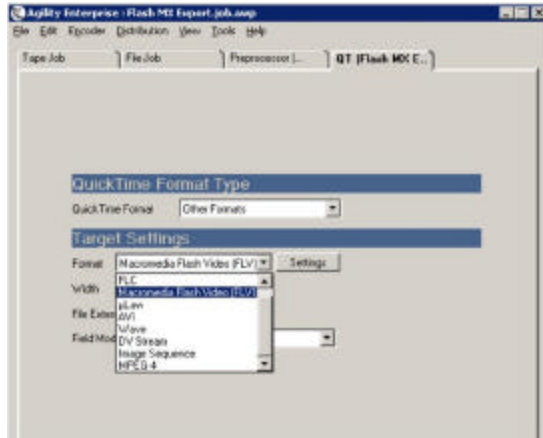 Agility Enterprise : Flash MX Export.job.awp
File Edit Encoder Distribution View Tools Help
Tape Job File Job Preprocessor |... QT |Flash MX E...
QuickTime Format Type
QuickTime Format Other Formats
Target Settings
Format Macromedia Flash Video (FLV) Settings
FLC
Width Macromedia Flash Video (FLV)
µLaw
File Exten AVI
Wave
Field Mod DV Stream
Image Sequence
MPEG-4